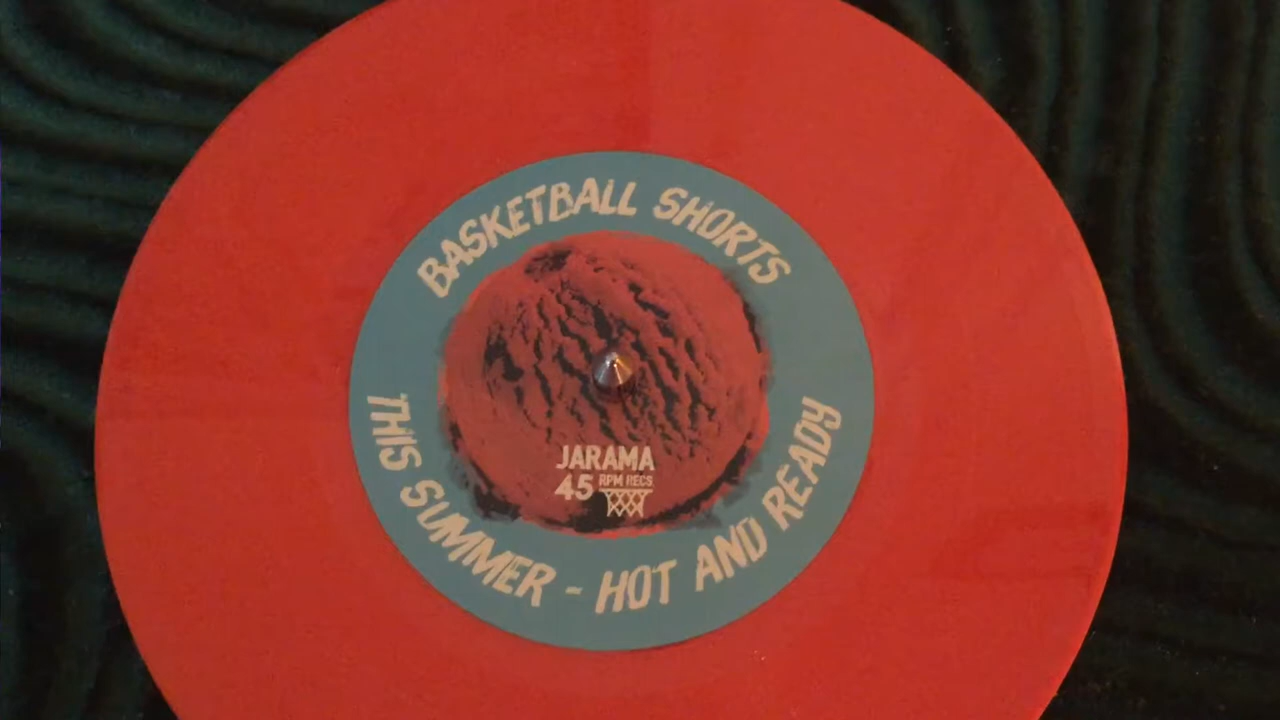 BASKETBALL SHORTS
JARAMA
45 RPM RECS
THIS SUMMER - HOT AND READY